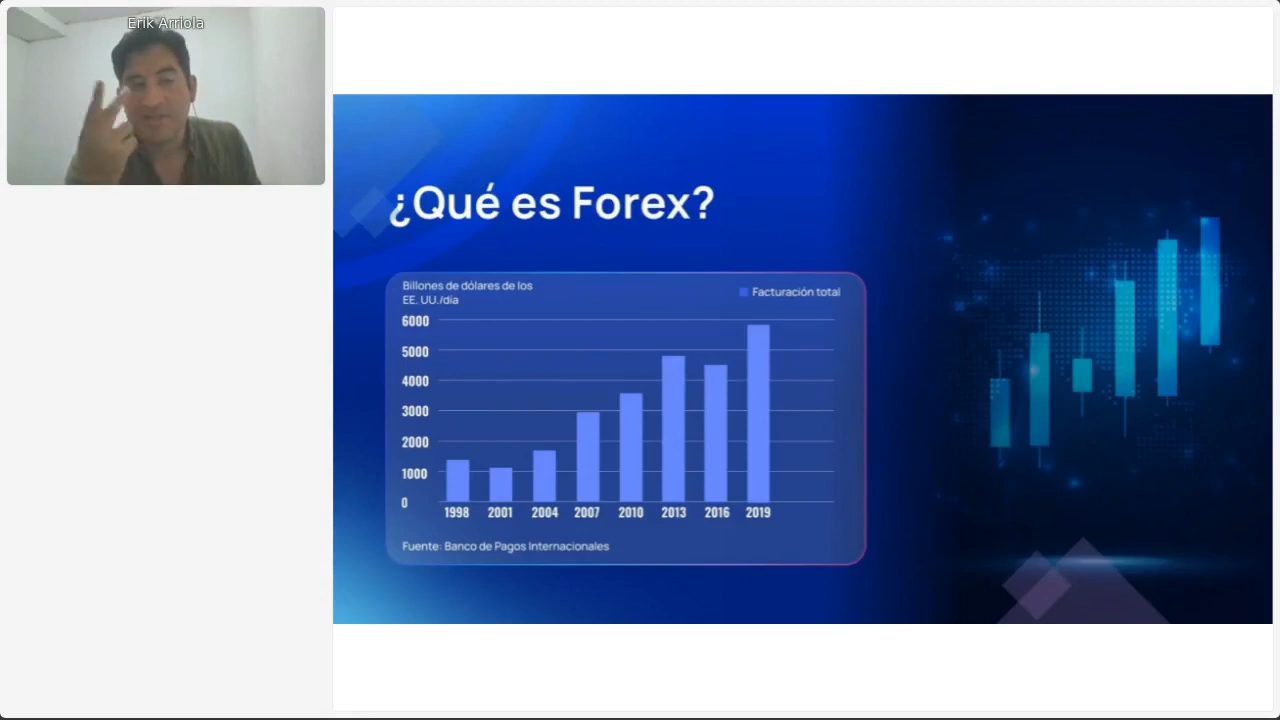 Erik Arriola
¿Qué es Forex?
Billones de dólares de los
EE. UU./día
Facturación total
6000
5000
4000
3000
2000
1000
0
1998 2001 2004 2007 2010 2013 2016 2019
Fuente: Banco de Pagos Internacionales